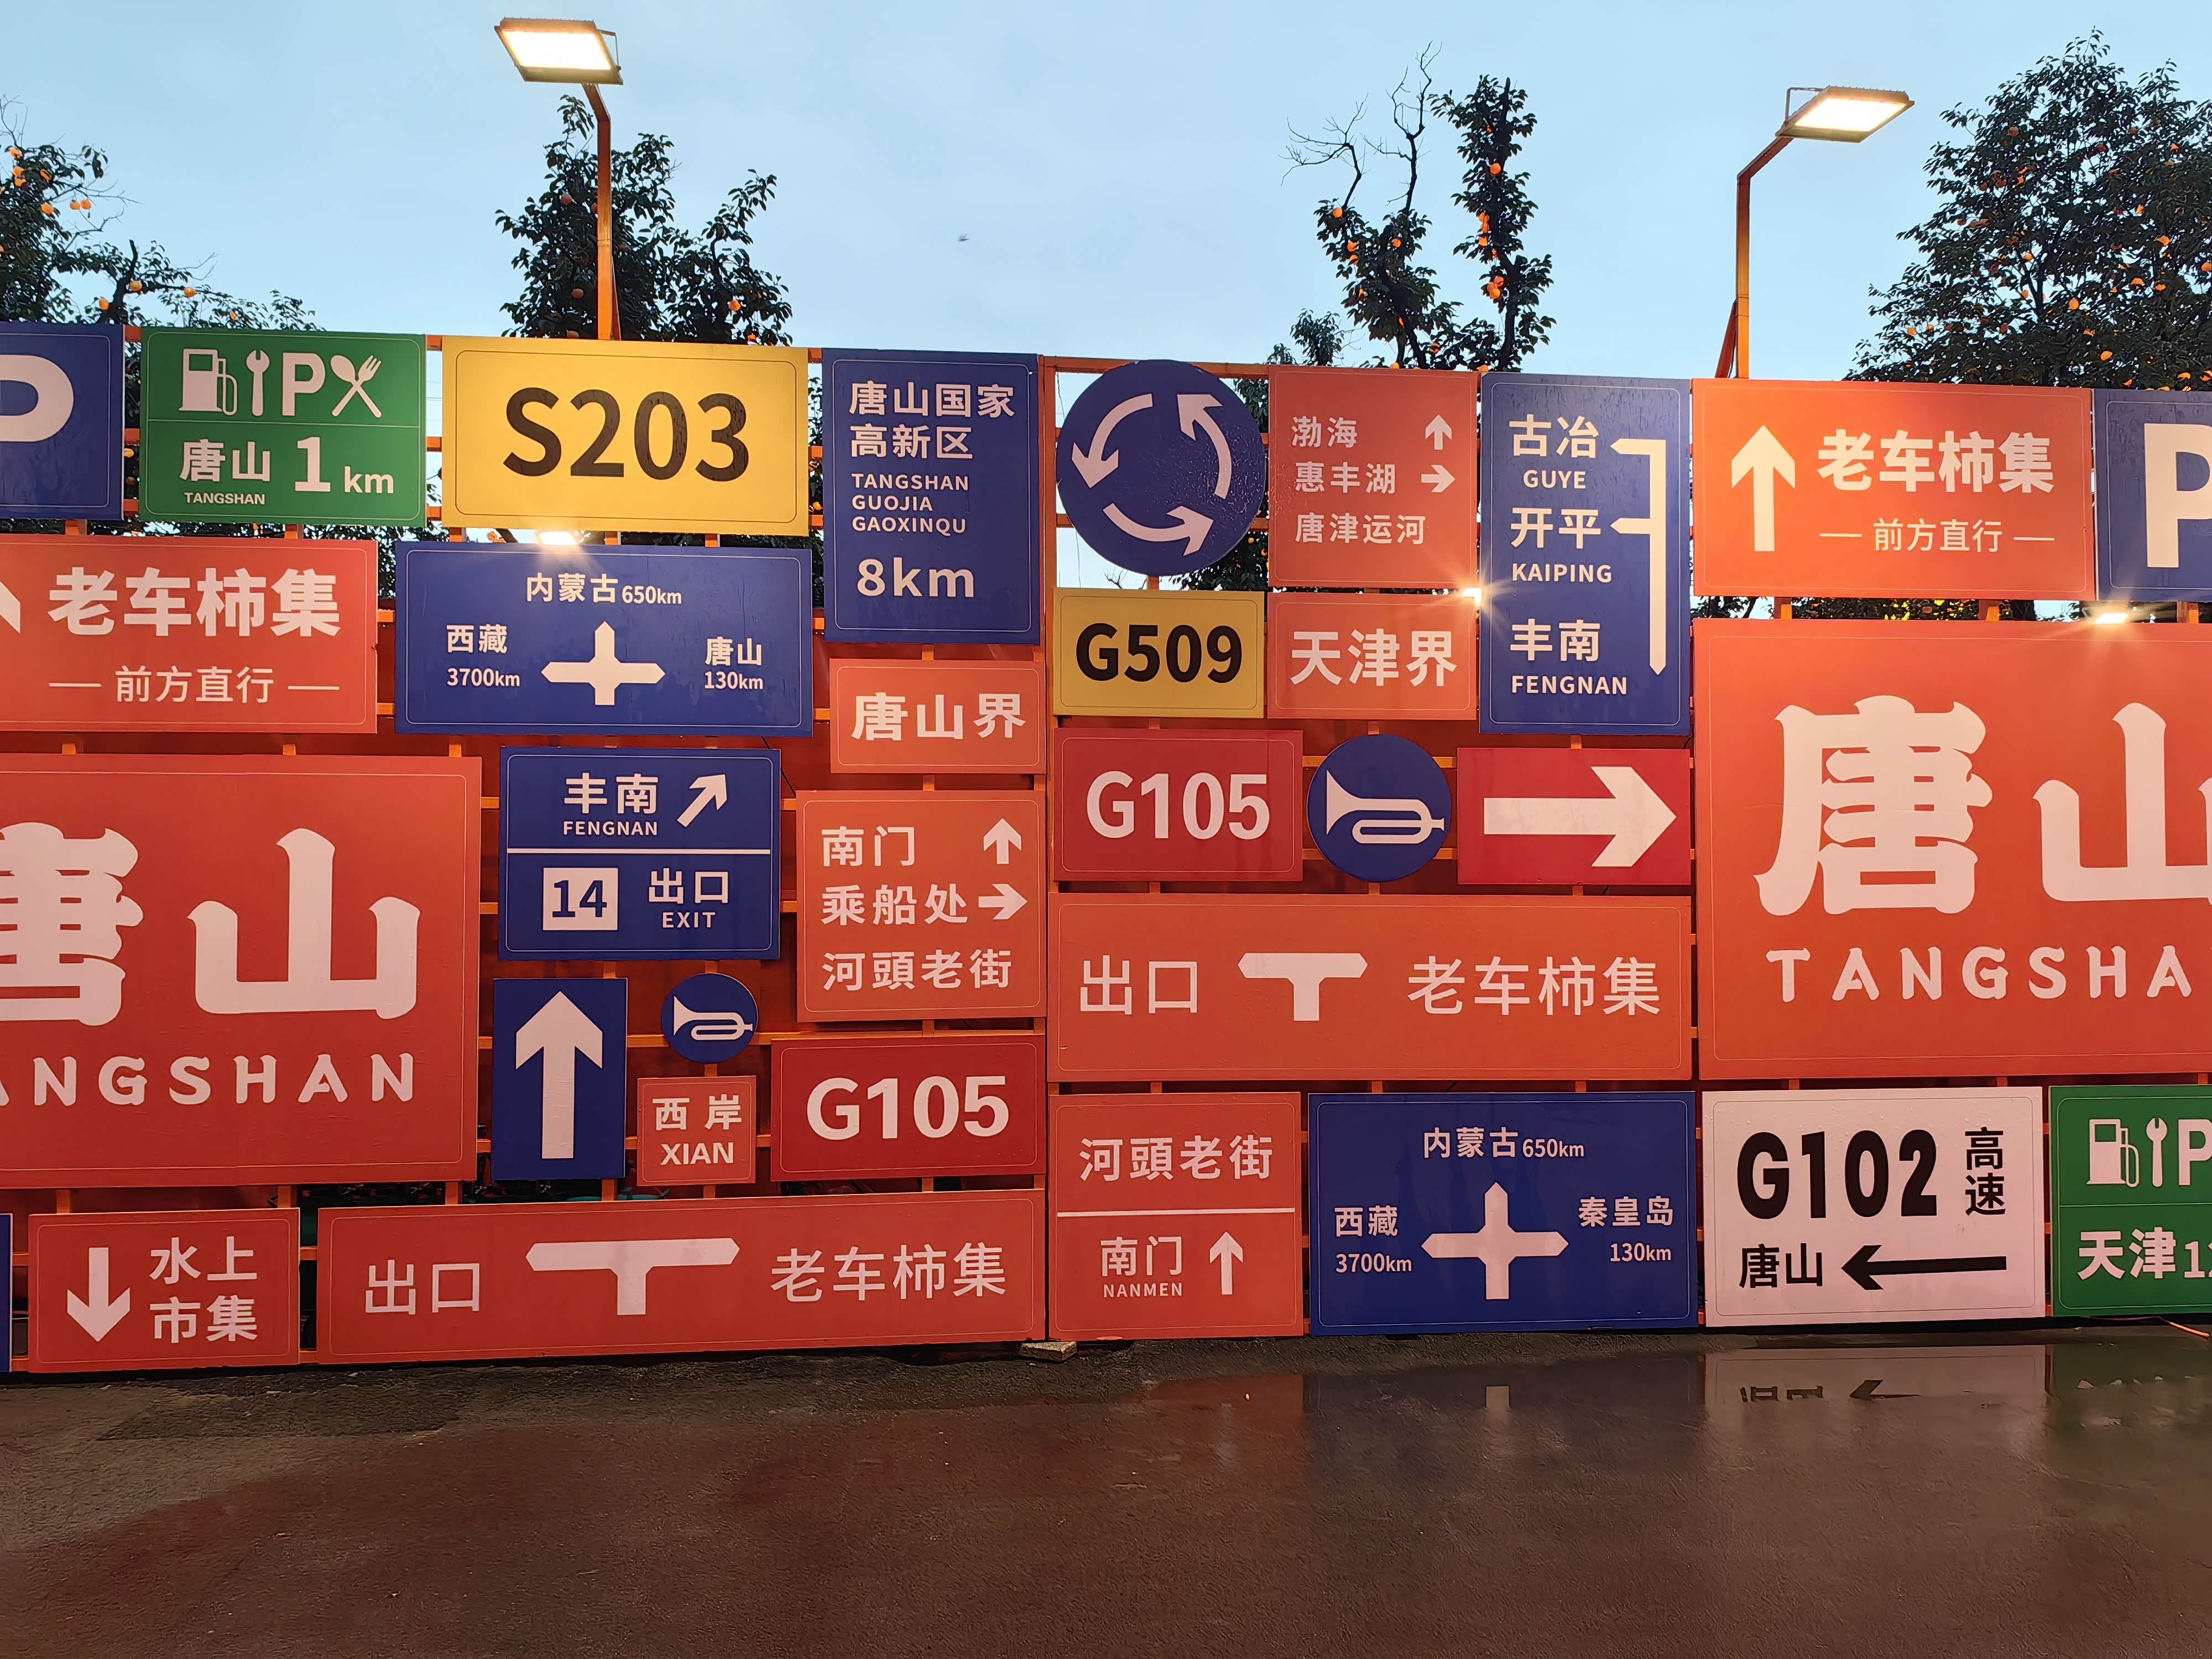 P
P
唐山 1 km
TANGSHAN
S203
唐山国家
高新区
TANGSHAN
GUOJIA
GAOXINQU
8km
渤海
惠丰湖
唐津运河
古冶
GUYE
开平
KAIPING
丰南
FENGNAN
老车柿集
前方直行
P
老车柿集
前方直行
内蒙古650km
西藏
3700km
唐山
130km
唐山界
G509
天津界
唐山
TANGSHA
唐山
ANGSHAN
丰南
FENGNAN
14 出口
EXIT
南门
乘船处
河頭老街
G105
出口 老车柿集
西岸
XIAN
G105
河頭老街
南门
NANMEN
内蒙古650km
西藏
3700km
秦皇岛
130km
G102 高速
唐山
P
天津12
水上
市集
出口 老车柿集